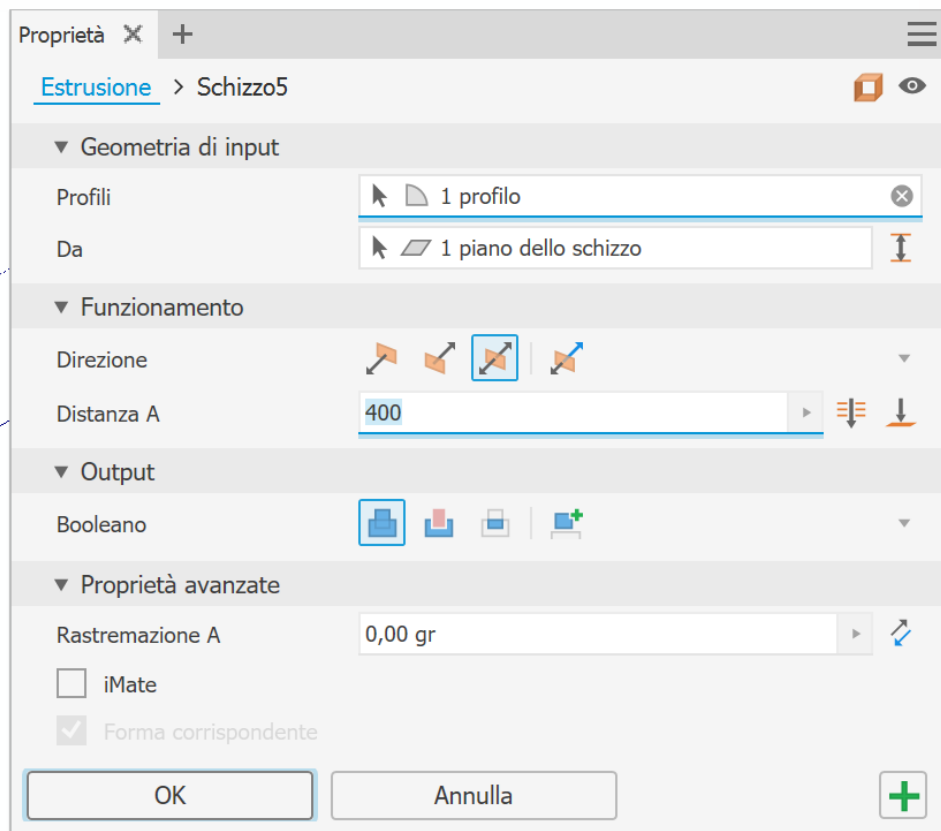 Proprietà
Estrusione > Schizzo5
Geometria di input
Profili 1 profilo
Da 1 piano dello schizzo
Funzionamento
Direzione
Distanza A 400
Output
Booleano
Proprietà avanzate
Rastremazione A 0,00 gr
iMate
Forma corrispondente
OK Annulla